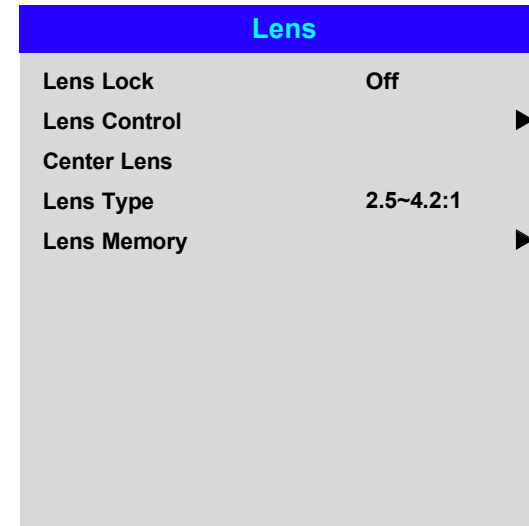 Lens
Lens Lock Off
Lens Control
Center Lens
Lens Type 2.5~4.2:1
Lens Memory